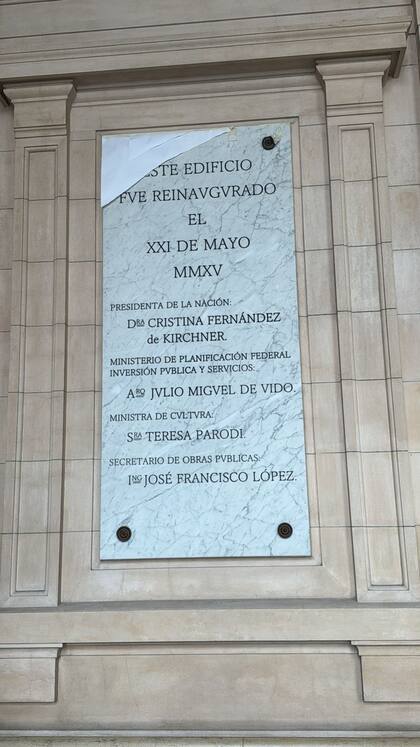 ESTE EDIFICIO
FVE REINAVGVRADO
EL
XXI DE MAYO
MMXV
PRESIDENTA DE LA NACIÓN:
DRA CRISTINA FERNÁNDEZ
de KIRCHNER.
MINISTERIO DE PLANIFICACIÓN FEDERAL
INVERSIÓN PVBLICA Y SERVICIOS:
ARQ JVLIO MIGVEL DE VIDO.
MINISTRA DE CVLTVRA:
SRA TERESA PARODI.
SECRETARIO DE OBRAS PVBLICAS:
ING JOSÉ FRANCISCO LÓPEZ.